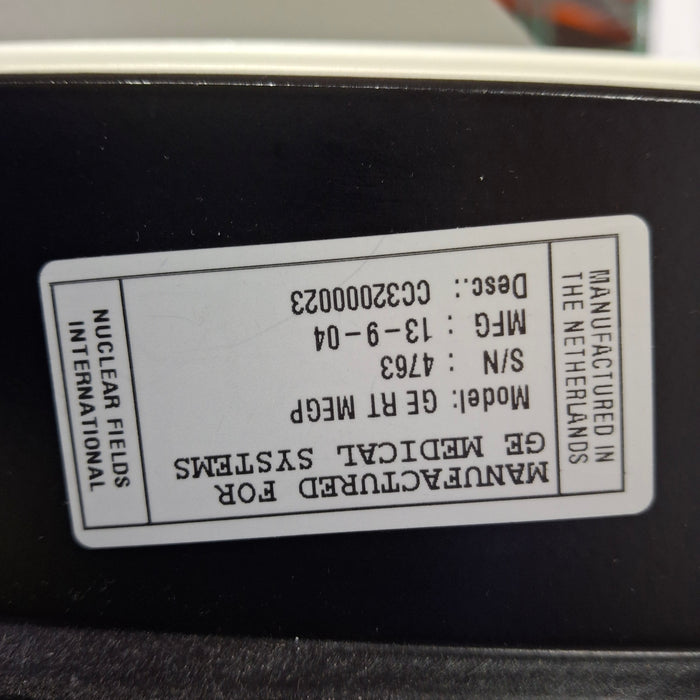 MANUFACTURED IN
THE NETHERLANDS
MANUFACTURED FOR
GE MEDICAL SYSTEMS
Model: GE RT MEGP
S/N : 4763
MFG : 13-9-04
Desc.: CC32000023
NUCLEAR FIELDS
INTERNATIONAL